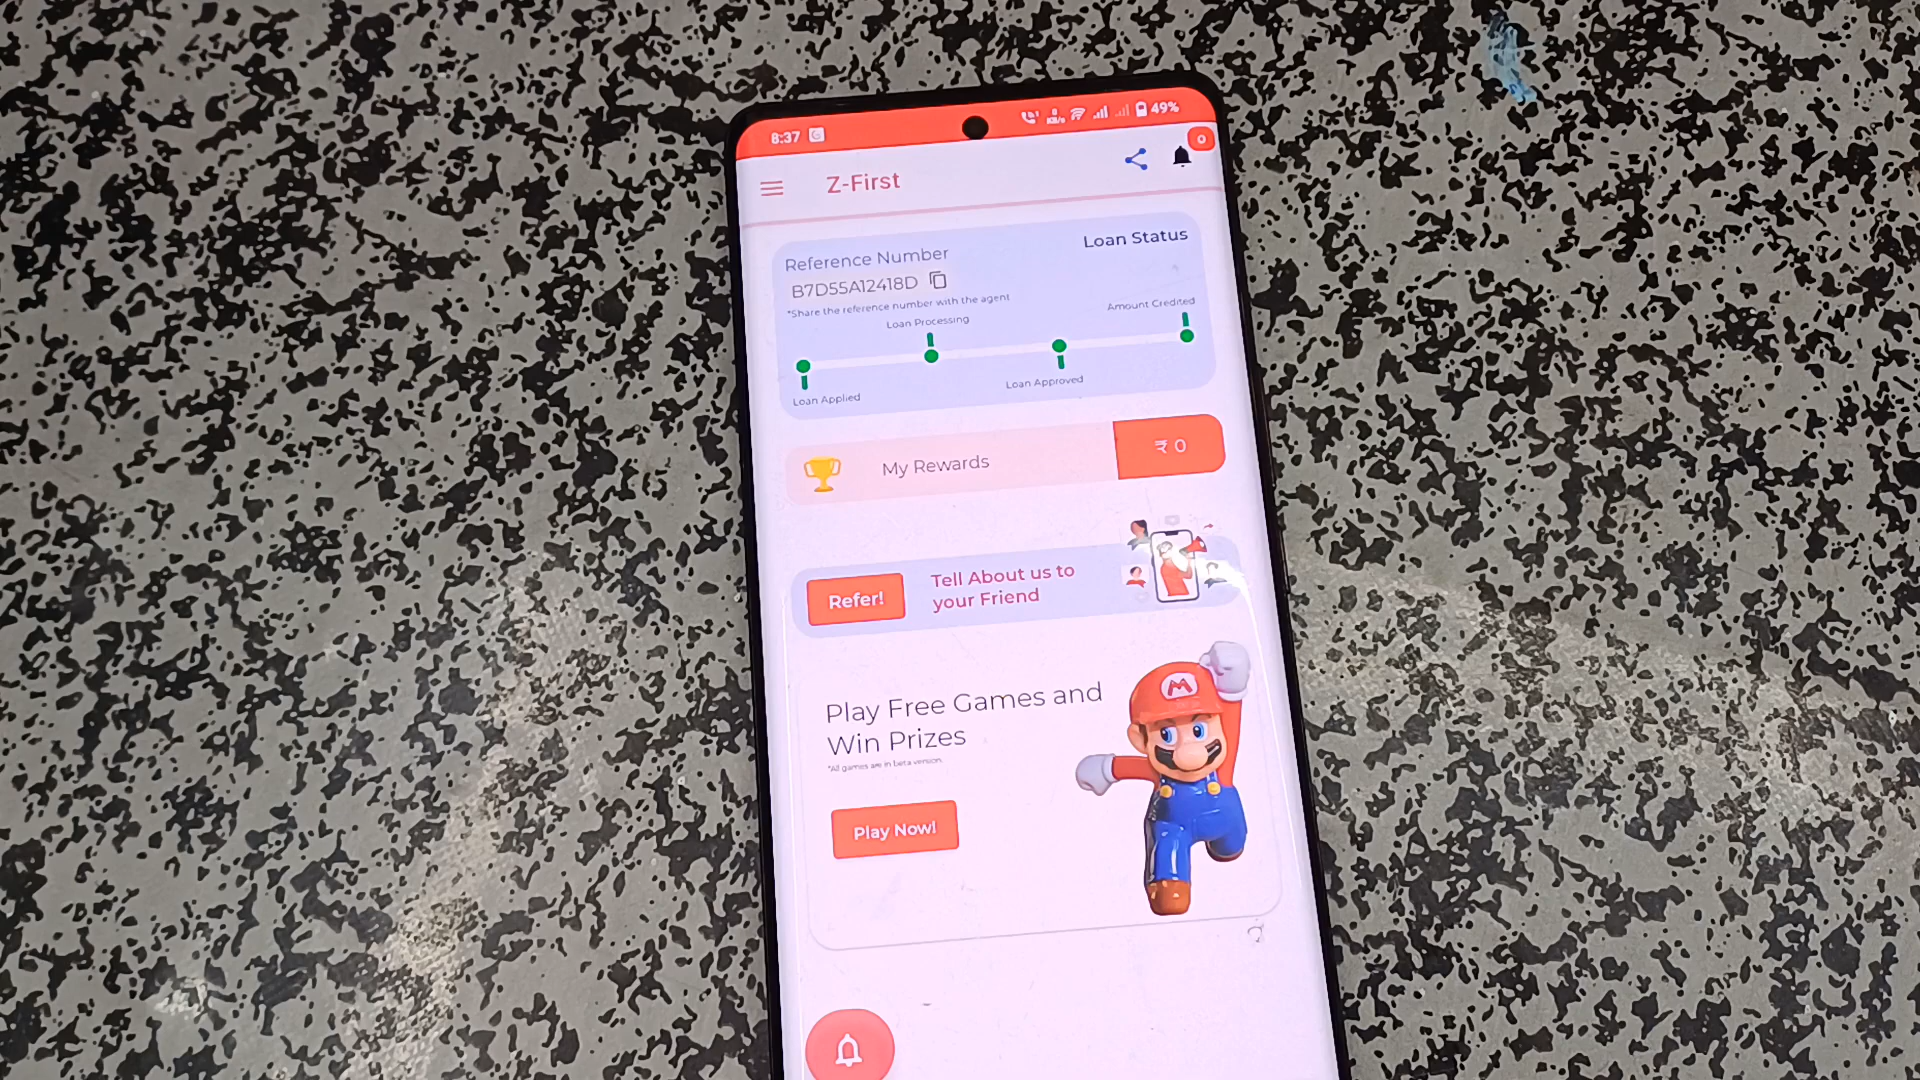 8:37
49%
0
Z-First
Reference Number
Loan Status
B7D55A12418D
*Share the reference number with the agent
Loan Processing
Amount Credited
Loan Applied
Loan Approved
My Rewards
₹ 0
Refer!
Tell About us to
your Friend
Play Free Games and
Win Prizes
*All games are in beta version.
Play Now!
M